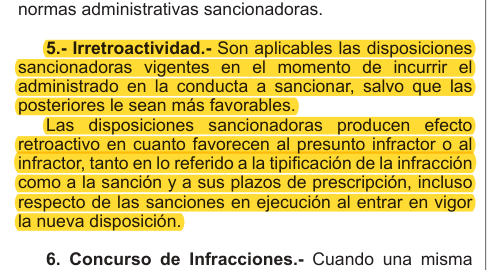 normas administrativas sancionadoras.
5.- Irretroactividad.- Son aplicables las disposiciones
sancionadoras vigentes en el momento de incurrir el
administrado en la conducta a sancionar, salvo que las
posteriores le sean más favorables.
Las disposiciones sancionadoras producen efecto
retroactivo en cuanto favorecen al presunto infractor o al
infractor, tanto en lo referido a la tipificación de la infracción
como a la sanción y a sus plazos de prescripción, incluso
respecto de las sanciones en ejecución al entrar en vigor
la nueva disposición.
6. Concurso de Infracciones.- Cuando una misma